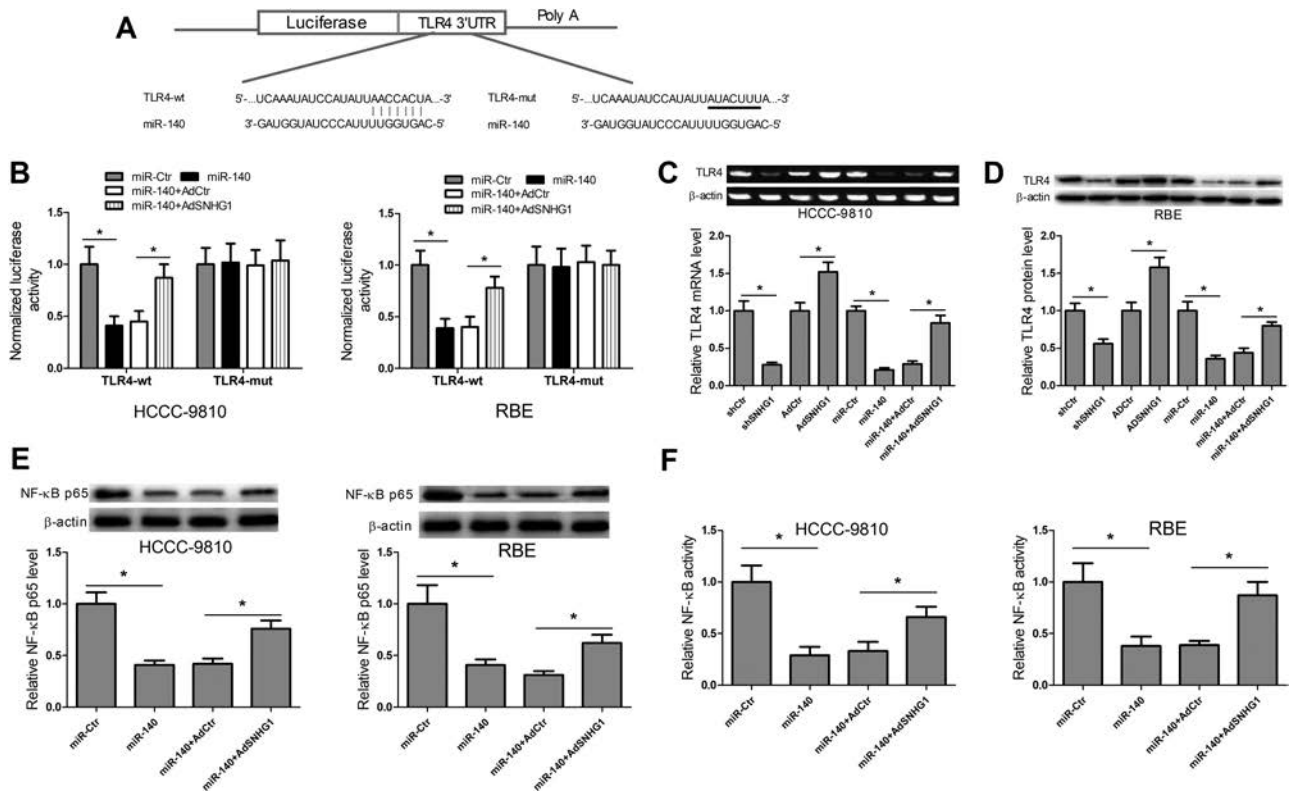 A
Luciferase
TLR4 3'UTR
Poly A
TLR4-wt
5'-...UCAAAUAUCCAUAUUAACCACUA...-3'
miR-140
3'-GAUGGUAUCCCAUUUUGGUGAC-5'
TLR4-mut
5'-...UCAAAUAUCCAUAUUAUACUUUA...-3'
miR-140
3'-GAUGGUAUCCCAUUUUGGUGAC-5'
B
miR-Ctr
miR-140
miR-140+AdCtr
miR-140+AdSNHG1
Normalized luciferase activity
1.5
1.0
0.5
0.0
*
*
TLR4-wt
TLR4-mut
HCCC-9810
miR-Ctr
miR-140
miR-140+AdCtr
miR-140+AdSNHG1
Normalized luciferase activity
1.5
1.0
0.5
0.0
*
*
TLR4-wt
TLR4-mut
RBE
C
TLR4
β-actin
HCCC-9810
Relative TLR4 mRNA level
2.0
1.5
1.0
0.5
0.0
*
*
*
*
shCtr
shSNHG1
AdCtr
AdSNHG1
miR-Ctr
miR-140
miR-140+AdCtr
miR-140+AdSNHG1
D
TLR4
β-actin
RBE
Relative TLR4 protein level
2.0
1.5
1.0
0.5
0.0
*
*
*
*
shCtr
shSNHG1
ADCtr
ADSNHG1
miR-Ctr
miR-140
miR-140+AdCtr
miR-140+AdSNHG1
E
NF-κB p65
β-actin
HCCC-9810
Relative NF-κB p65 level
1.5
1.0
0.5
0.0
*
*
miR-Ctr
miR-140
miR-140+AdCtr
miR-140+AdSNHG1
NF-κB p65
β-actin
RBE
Relative NF-κB p65 level
1.5
1.0
0.5
0.0
*
*
miR-Ctr
miR-140
miR-140+AdCtr
miR-140+AdSNHG1
F
HCCC-9810
Relative NF-κB activity
1.5
1.0
0.5
0.0
*
*
miR-Ctr
miR-140
miR-140+AdCtr
miR-140+AdSNHG1
RBE
Relative NF-κB activity
1.5
1.0
0.5
0.0
*
*
miR-Ctr
miR-140
miR-140+AdCtr
miR-140+AdSNHG1